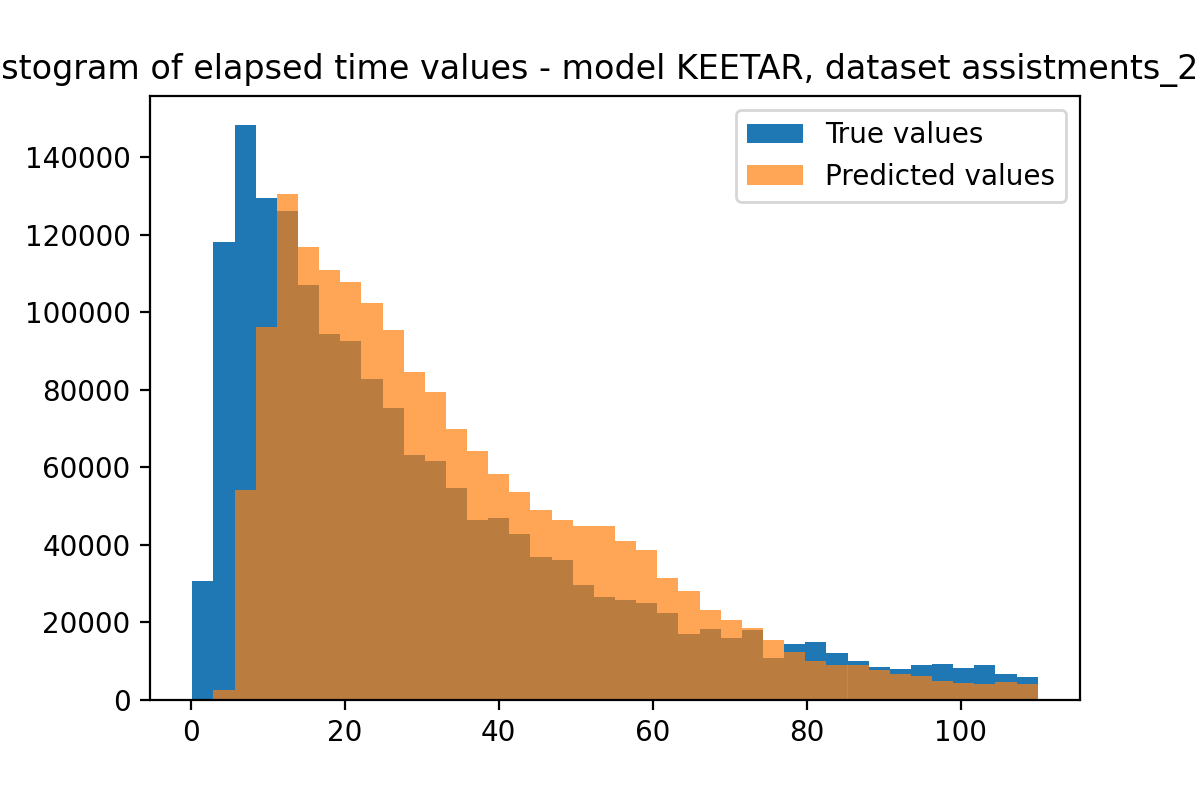 stogram of elapsed time values - model KEETAR, dataset assistments_2
True values
Predicted values
140000
120000
100000
80000
60000
40000
20000
0
0 20 40 60 80 100